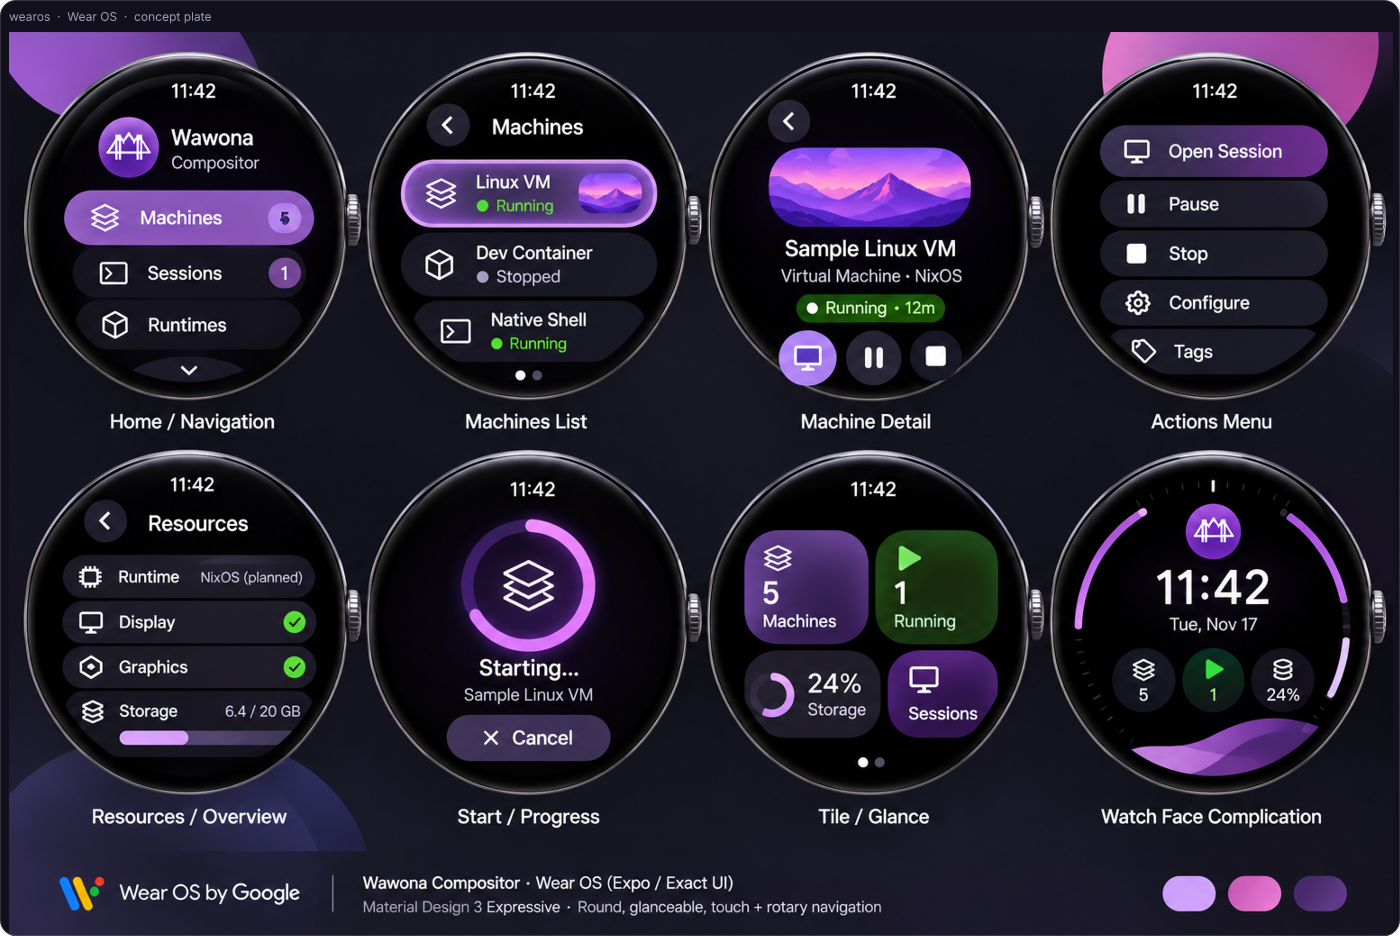 wearos · Wear OS · concept plate
11:42
Wawona
Compositor
Machines 5
Sessions 1
Runtimes
Home / Navigation
11:42
Machines
Linux VM
Running
Dev Container
Stopped
Native Shell
Running
Machines List
11:42
Sample Linux VM
Virtual Machine • NixOS
Running • 12m
Machine Detail
11:42
Open Session
Pause
Stop
Configure
Tags
Actions Menu
11:42
Resources
Runtime NixOS (planned)
Display
Graphics
Storage 6.4 / 20 GB
Resources / Overview
11:42
Starting...
Sample Linux VM
Cancel
Start / Progress
11:42
5
Machines
1
Running
24%
Storage
Sessions
Tile / Glance
11:42
Tue, Nov 17
5
1
24%
Watch Face Complication
Wear OS by Google
Wawona Compositor · Wear OS (Expo / Exact UI)
Material Design 3 Expressive · Round, glanceable, touch + rotary navigation